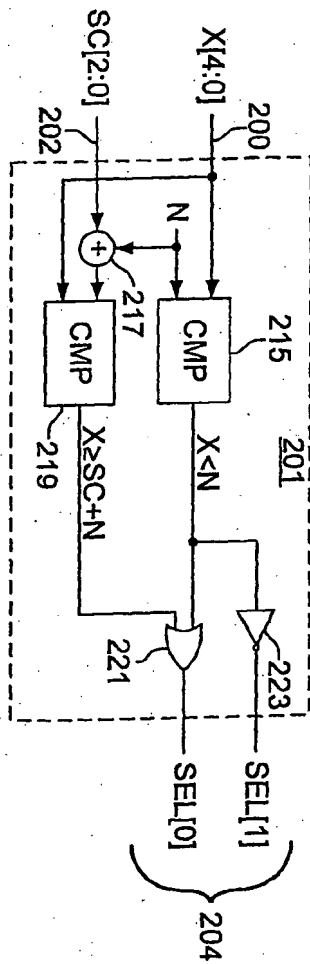 X[4:0]
200
SC[2:0]
202
N
+
217
CMP
215
CMP
219
201
X<N
X≥SC+N
221
223
SEL[1]
SEL[0]
204